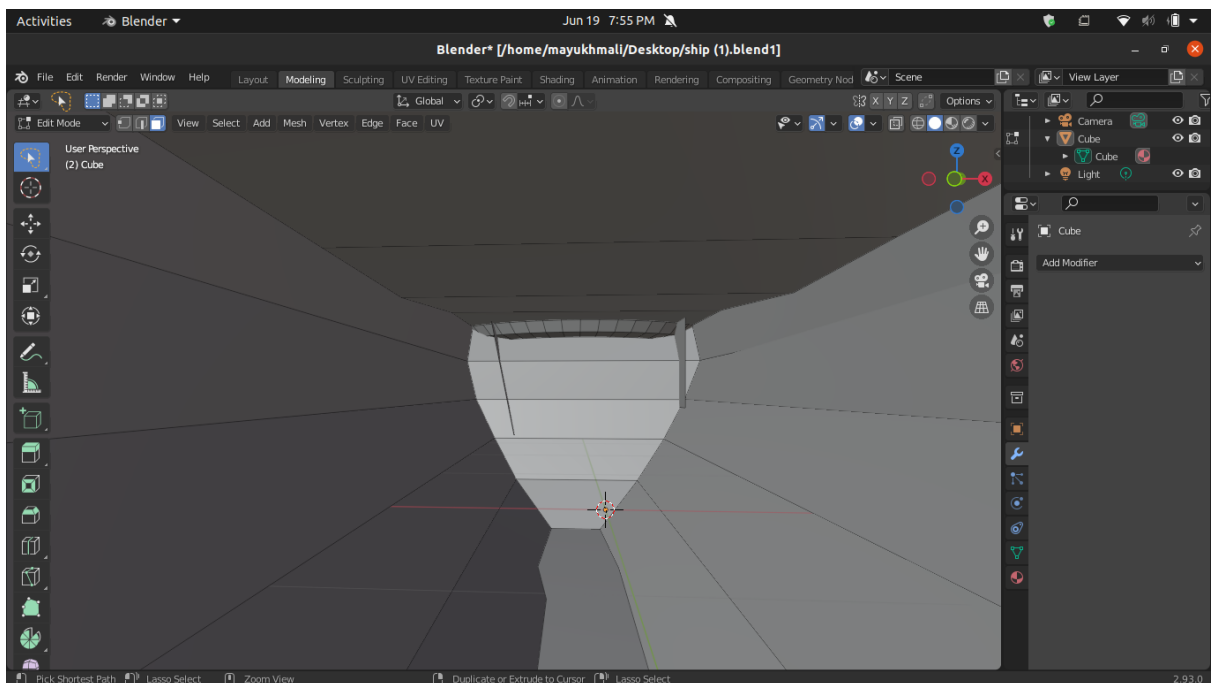 Activities Blender Jun 19 7:55 PM
Blender* [/home/mayukhmali/Desktop/ship (1).blend1]
File Edit Render Window Help Layout Modeling Sculpting UV Editing Texture Paint Shading Animation Rendering Compositing Geometry Nod Scene View Layer
Global X Y Z Options
Edit Mode View Select Add Mesh Vertex Edge Face UV
Camera
Cube
Cube
Light
User Perspective
(2) Cube
Z
X
Cube
Add Modifier
Pick Shortest Path Lasso Select Zoom View Duplicate or Extrude to Cursor Lasso Select 2.93.0